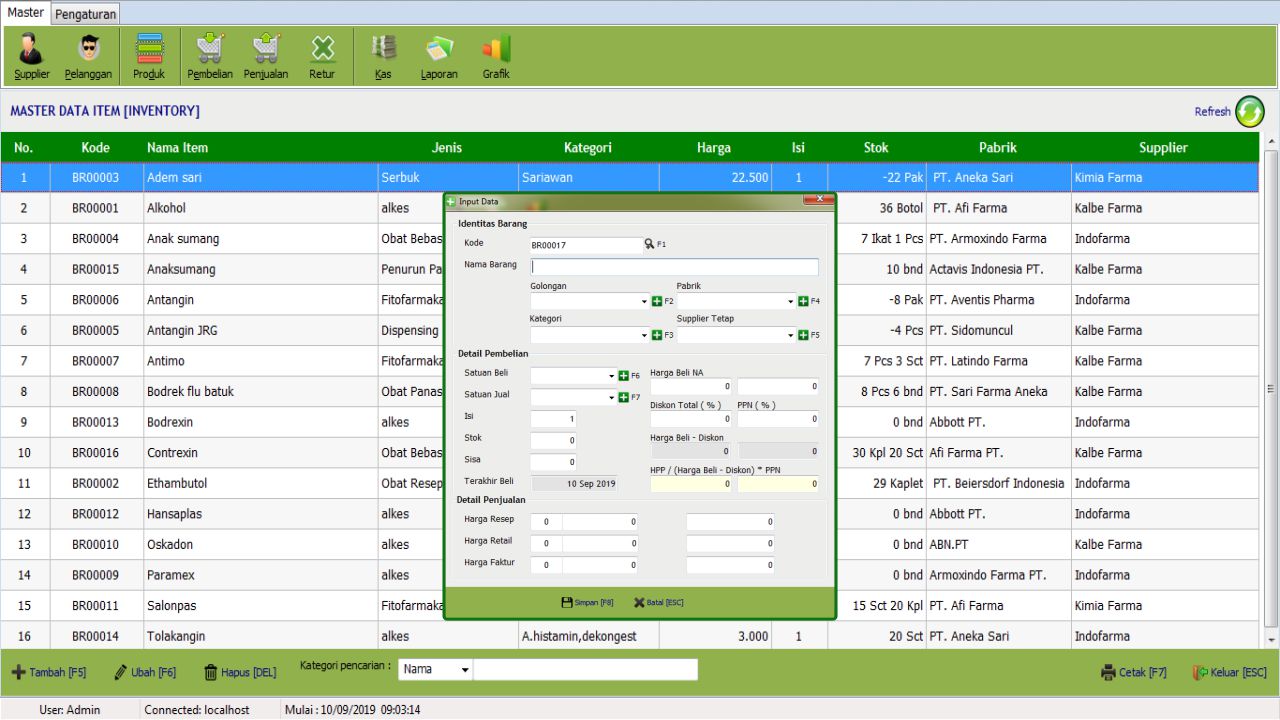 Master Pengaturan
Supplier Pelanggan Produk Pembelian Penjualan Retur Kas Laporan Grafik
MASTER DATA ITEM [INVENTORY] Refresh
No. Kode Nama Item Jenis Kategori Harga Isi Stok Pabrik Supplier
1 BR00003 Adem sari Serbuk Sariawan 22.500 1 -22 Pak PT. Aneka Sari Kimia Farma
2 BR00001 Alkohol alkes 36 Botol PT. Afi Farma Kalbe Farma
3 BR00004 Anak sumang Obat Bebas 7 Ikat 1 Pcs PT. Armoxindo Farma Indofarma
4 BR00015 Anaksumang Penurun Pa 10 bnd Actavis Indonesia PT. Kalbe Farma
5 BR00006 Antangin Fitofarmaka -8 Pak PT. Aventis Pharma Indofarma
6 BR00005 Antangin JRG Dispensing -4 Pcs PT. Sidomuncul Kalbe Farma
7 BR00007 Antimo Fitofarmaka 7 Pcs 3 Sct PT. Latindo Farma Kalbe Farma
8 BR00008 Bodrek flu batuk Obat Panas 8 Pcs 6 bnd PT. Sari Farma Aneka Kalbe Farma
9 BR00013 Bodrexin alkes 0 bnd Abbott PT. Indofarma
10 BR00016 Contrexin alkes 30 Kpl 20 Sct Afi Farma PT. Kalbe Farma
11 BR00002 Ethambutol Obat Resep 29 Kaplet PT. Beiersdorf Indonesia Indofarma
12 BR00012 Hansaplas alkes 0 bnd Abbott PT. Indofarma
13 BR00010 Oskadon alkes 0 bnd ABN.PT Kalbe Farma
14 BR00009 Paramex alkes 0 bnd Armoxindo Farma PT. Indofarma
15 BR00011 Salonpas Fitofarmaka 15 Sct 20 Kpl PT. Afi Farma Kimia Farma
16 BR00014 Tolakangin alkes A.histamin,dekongest 3.000 1 20 Sct PT. Aneka Sari Indofarma
Input Data X
Identitas Barang
Kode BR00017 F1
Nama Barang
Golongan Pabrik
F2 F4
Kategori Supplier Tetap
F3 F5
Detail Pembelian
Satuan Beli F6 Harga Beli NA
0 0
Satuan Jual F7 Diskon Total ( % ) PPN ( % )
Isi 1 0 0
Stok 0 Harga Beli - Diskon
0 0
Sisa 0 HPP / (Harga Beli - Diskon) * PPN
Terakhir Beli 10 Sep 2019 0 0
Detail Penjualan
Harga Resep 0 0 0
Harga Retail 0 0 0
Harga Faktur 0 0 0
Simpan [F8] Batal [ESC]
Tambah [F5] Ubah [F6] Hapus [DEL] Kategori pencarian : Nama Cetak [F7] Keluar [ESC]
User: Admin Connected: localhost Mulai : 10/09/2019 09:03:14